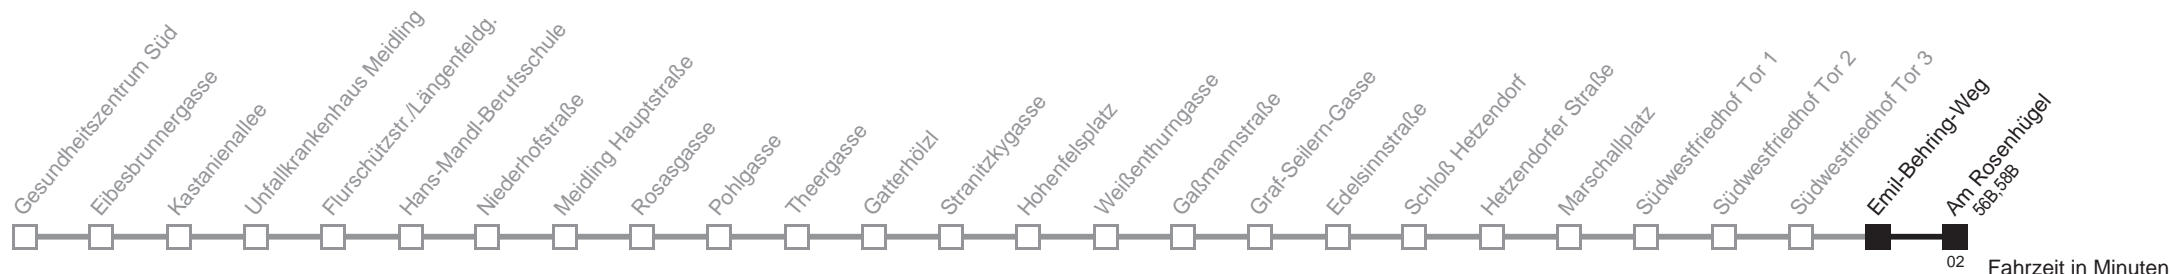 Gesundheitszentrum Süd
Eibesbrunnergasse
Kastanienallee
Unfallkrankenhaus Meidling
Flurschützstr./Längenfeldg.
Hans-Mandl-Berufsschule
Niederhofstraße
Meidling Hauptstraße
Rosasgasse
Pohlgasse
Theergasse
Gatterhölzl
Stranitzkygasse
Hohenfelsplatz
Weißenthurngasse
Gaßmannstraße
Graf-Seilern-Gasse
Edelsinnstraße
Schloß Hetzendorf
Hetzendorfer Straße
Marschallplatz
Südwestfriedhof Tor 1
Südwestfriedhof Tor 2
Südwestfriedhof Tor 3
Emil-Behring-Weg
Am Rosenhügel
56B,58B
02
Fahrzeit in Minuten